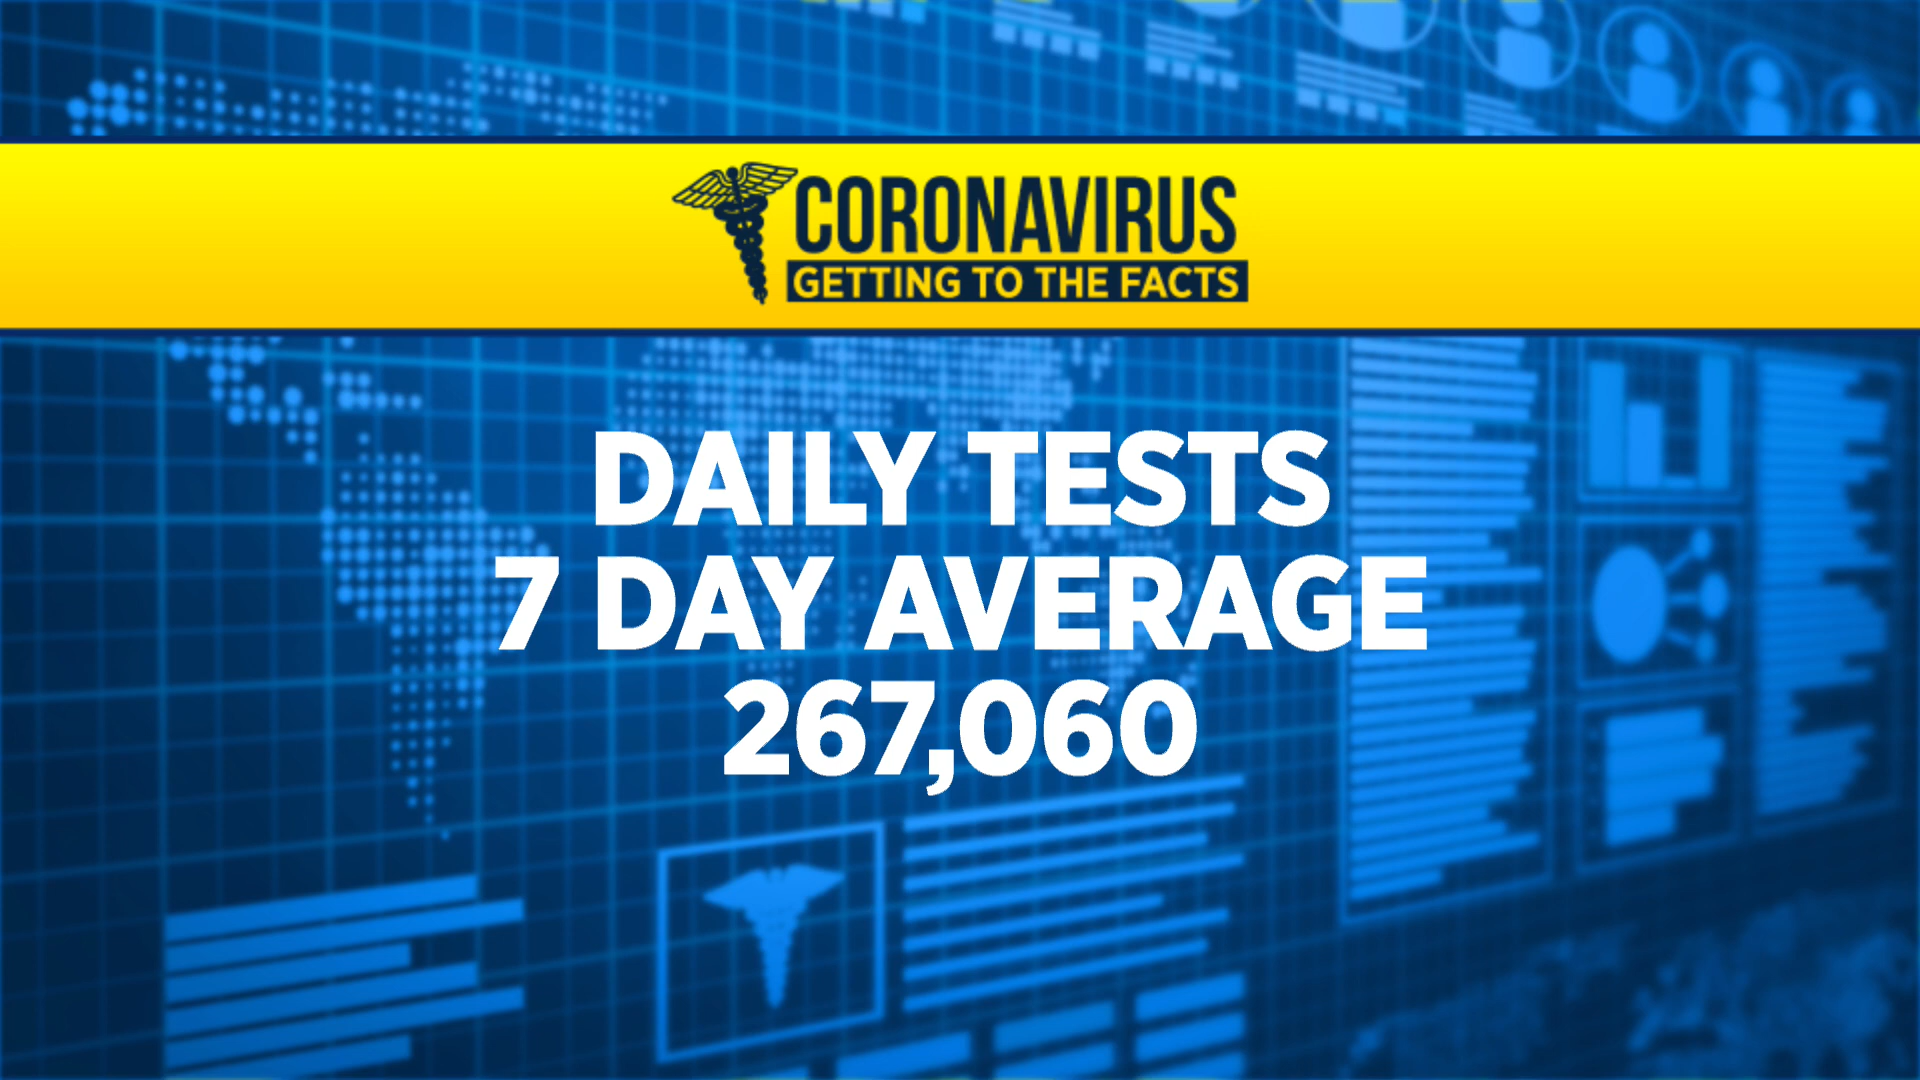 CORONAVIRUS
GETTING TO THE FACTS
DAILY TESTS
7 DAY AVERAGE
267,060